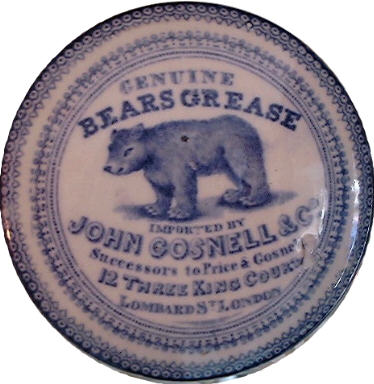 GENUINE
BEARS GREASE
IMPORTED BY
JOHN GOSNELL & Co
Successors to Price & Gosnell
12 THREE KING COURT
LOMBARD ST. LONDON